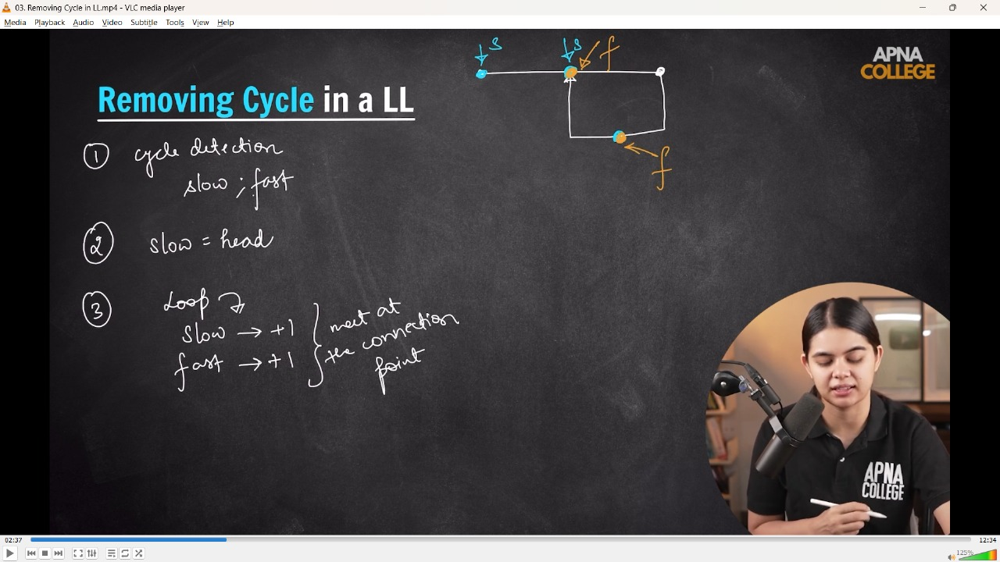 03. Removing Cycle in LL.mp4 - VLC media player
Media Playback Audio Video Subtitle Tools View Help
s
s
f
APNA
COLLEGE
Removing Cycle in a LL
f
1 cycle detection
slow ; fast
2 slow = head
3 Loop
slow → +1
fast → +1
meet at
the connection
point
APNA
COLLEGE
02:37
12:34
125%